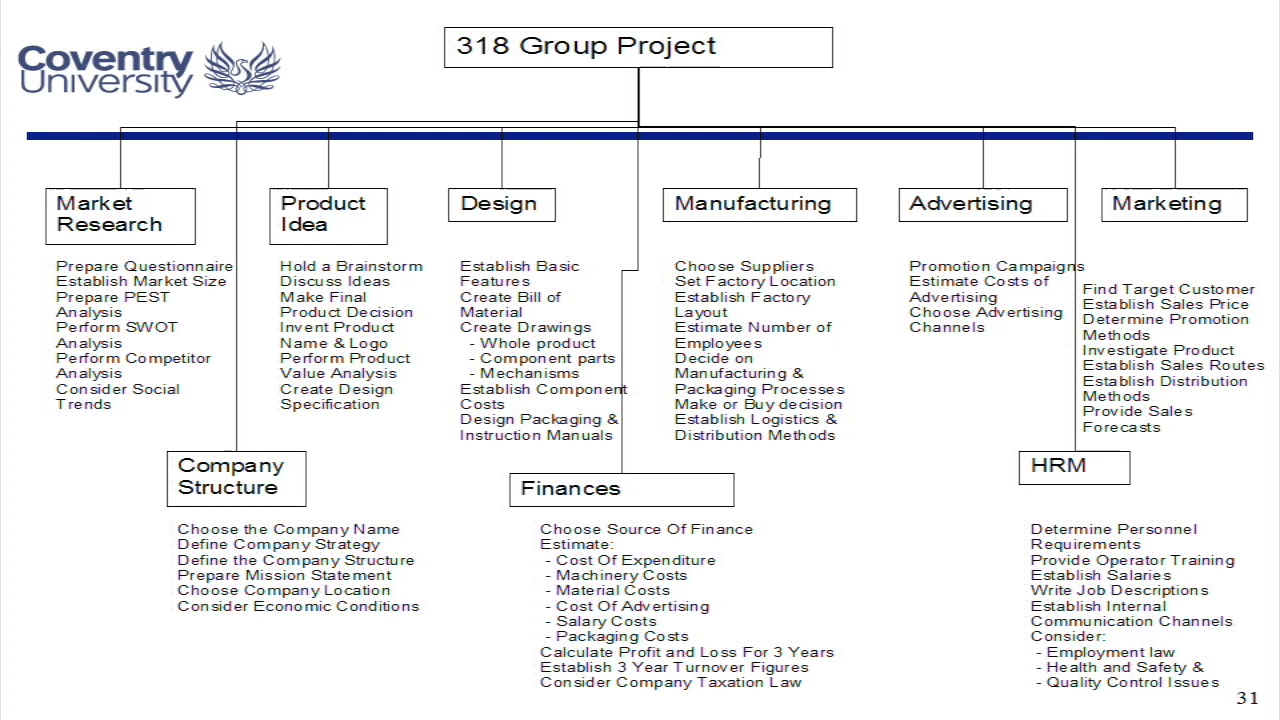 318 Group Project
Coventry
University
Market
Research
Prepare Questionnaire
Establish Market Size
Prepare PEST
Analysis
Perform SWOT
Analysis
Perform Competitor
Analysis
Consider Social
Trends
Product
Idea
Hold a Brainstorm
Discuss Ideas
Make Final
Product Decision
Invent Product
Name & Logo
Perform Product
Value Analysis
Create Design
Specification
Design
Establish Basic
Features
Create Bill of
Material
Create Drawings
- Whole product
- Component parts
- Mechanisms
Establish Component
Costs
Design Packaging &
Instruction Manuals
Manufacturing
Choose Suppliers
Set Factory Location
Establish Factory
Layout
Estimate Number of
Employees
Decide on
Manufacturing &
Packaging Processes
Make or Buy decision
Establish Logistics &
Distribution Methods
Advertising
Promotion Campaigns
Estimate Costs of
Advertising
Choose Advertising
Channels
Marketing
Find Target Customer
Establish Sales Price
Determine Promotion
Methods
Investigate Product
Establish Sales Routes
Establish Distribution
Methods
Provide Sales
Forecasts
Company
Structure
Choose the Company Name
Define Company Strategy
Define the Company Structure
Prepare Mission Statement
Choose Company Location
Consider Economic Conditions
Finances
Choose Source Of Finance
Estimate:
- Cost Of Expenditure
- Machinery Costs
- Material Costs
- Cost Of Advertising
- Salary Costs
- Packaging Costs
Calculate Profit and Loss For 3 Years
Establish 3 Year Turnover Figures
Consider Company Taxation Law
HRM
Determine Personnel
Requirements
Provide Operator Training
Establish Salaries
Write Job Descriptions
Establish Internal
Communication Channels
Consider:
- Employment law
- Health and Safety &
- Quality Control Issues
31